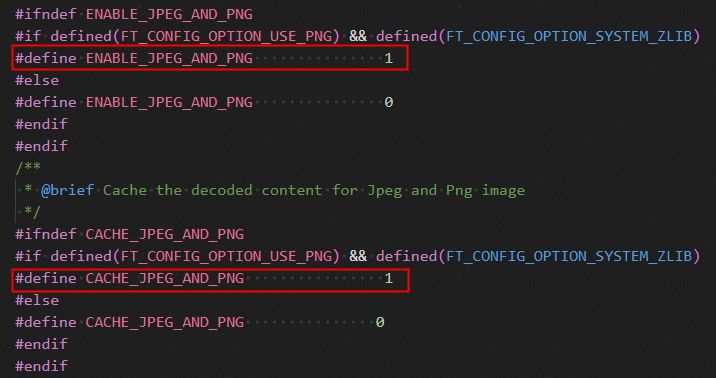 #ifndef ENABLE_JPEG_AND_PNG
#if defined(FT_CONFIG_OPTION_USE_PNG) && defined(FT_CONFIG_OPTION_SYSTEM_ZLIB)
#define ENABLE_JPEG_AND_PNG 1
#else
#define ENABLE_JPEG_AND_PNG 0
#endif
#endif
/**
 * @brief Cache the decoded content for Jpeg and Png image
 */
#ifndef CACHE_JPEG_AND_PNG
#if defined(FT_CONFIG_OPTION_USE_PNG) && defined(FT_CONFIG_OPTION_SYSTEM_ZLIB)
#define CACHE_JPEG_AND_PNG 1
#else
#define CACHE_JPEG_AND_PNG 0
#endif
#endif